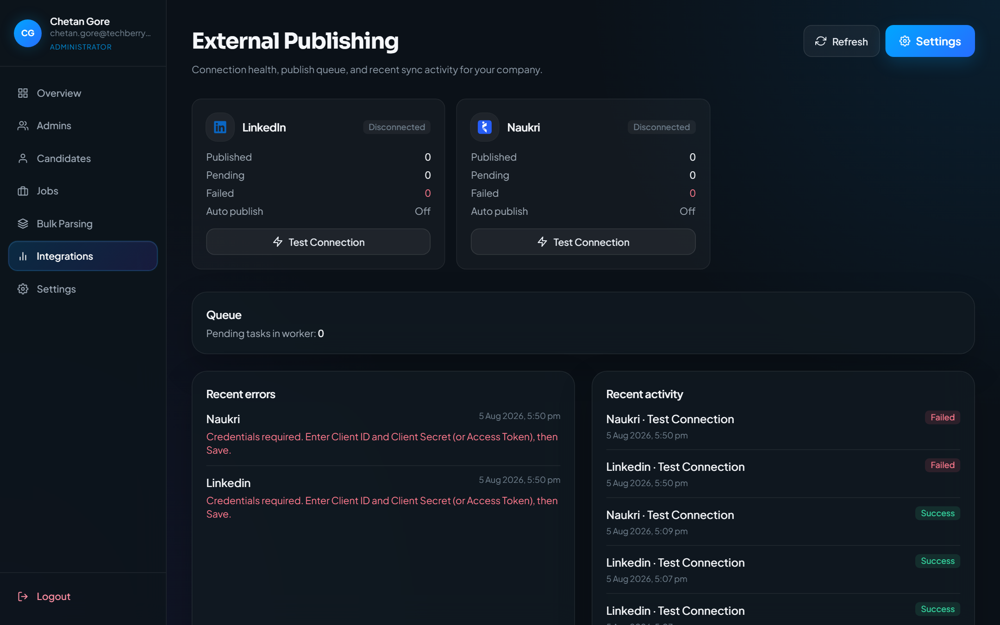 CG
Chetan Gore
chetan.gore@techberry...
ADMINISTRATOR
Overview
Admins
Candidates
Jobs
Bulk Parsing
Integrations
Settings
Logout
External Publishing
Connection health, publish queue, and recent sync activity for your company.
Refresh
Settings
in
LinkedIn
Disconnected
Published 0
Pending 0
Failed 0
Auto publish Off
Test Connection
Naukri
Disconnected
Published 0
Pending 0
Failed 0
Auto publish Off
Test Connection
Queue
Pending tasks in worker: 0
Recent errors
Naukri 5 Aug 2026, 5:50 pm
Credentials required. Enter Client ID and Client Secret (or Access Token), then
Save.
Linkedin 5 Aug 2026, 5:50 pm
Credentials required. Enter Client ID and Client Secret (or Access Token), then
Save.
Recent activity
Naukri · Test Connection Failed
5 Aug 2026, 5:50 pm
Linkedin · Test Connection Failed
5 Aug 2026, 5:50 pm
Naukri · Test Connection Success
5 Aug 2026, 5:09 pm
Linkedin · Test Connection Success
5 Aug 2026, 5:07 pm
Linkedin · Test Connection Success